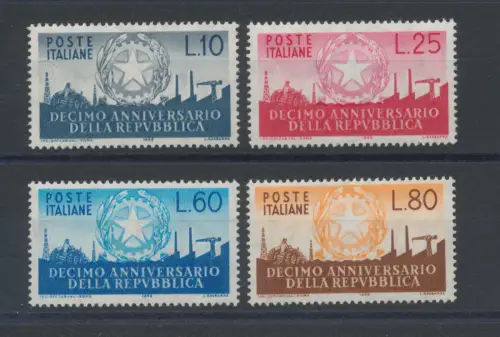 POSTE
ITALIANE
L.10
DECIMO ANNIVERSARIO
DELLA REPVBBLICA
POSTE
ITALIANE
L.25
DECIMO ANNIVERSARIO
DELLA REPVBBLICA
POSTE
ITALIANE
L.60
DECIMO ANNIVERSARIO
DELLA REPVBBLICA
POSTE
ITALIANE
L.80
DECIMO ANNIVERSARIO
DELLA REPVBBLICA